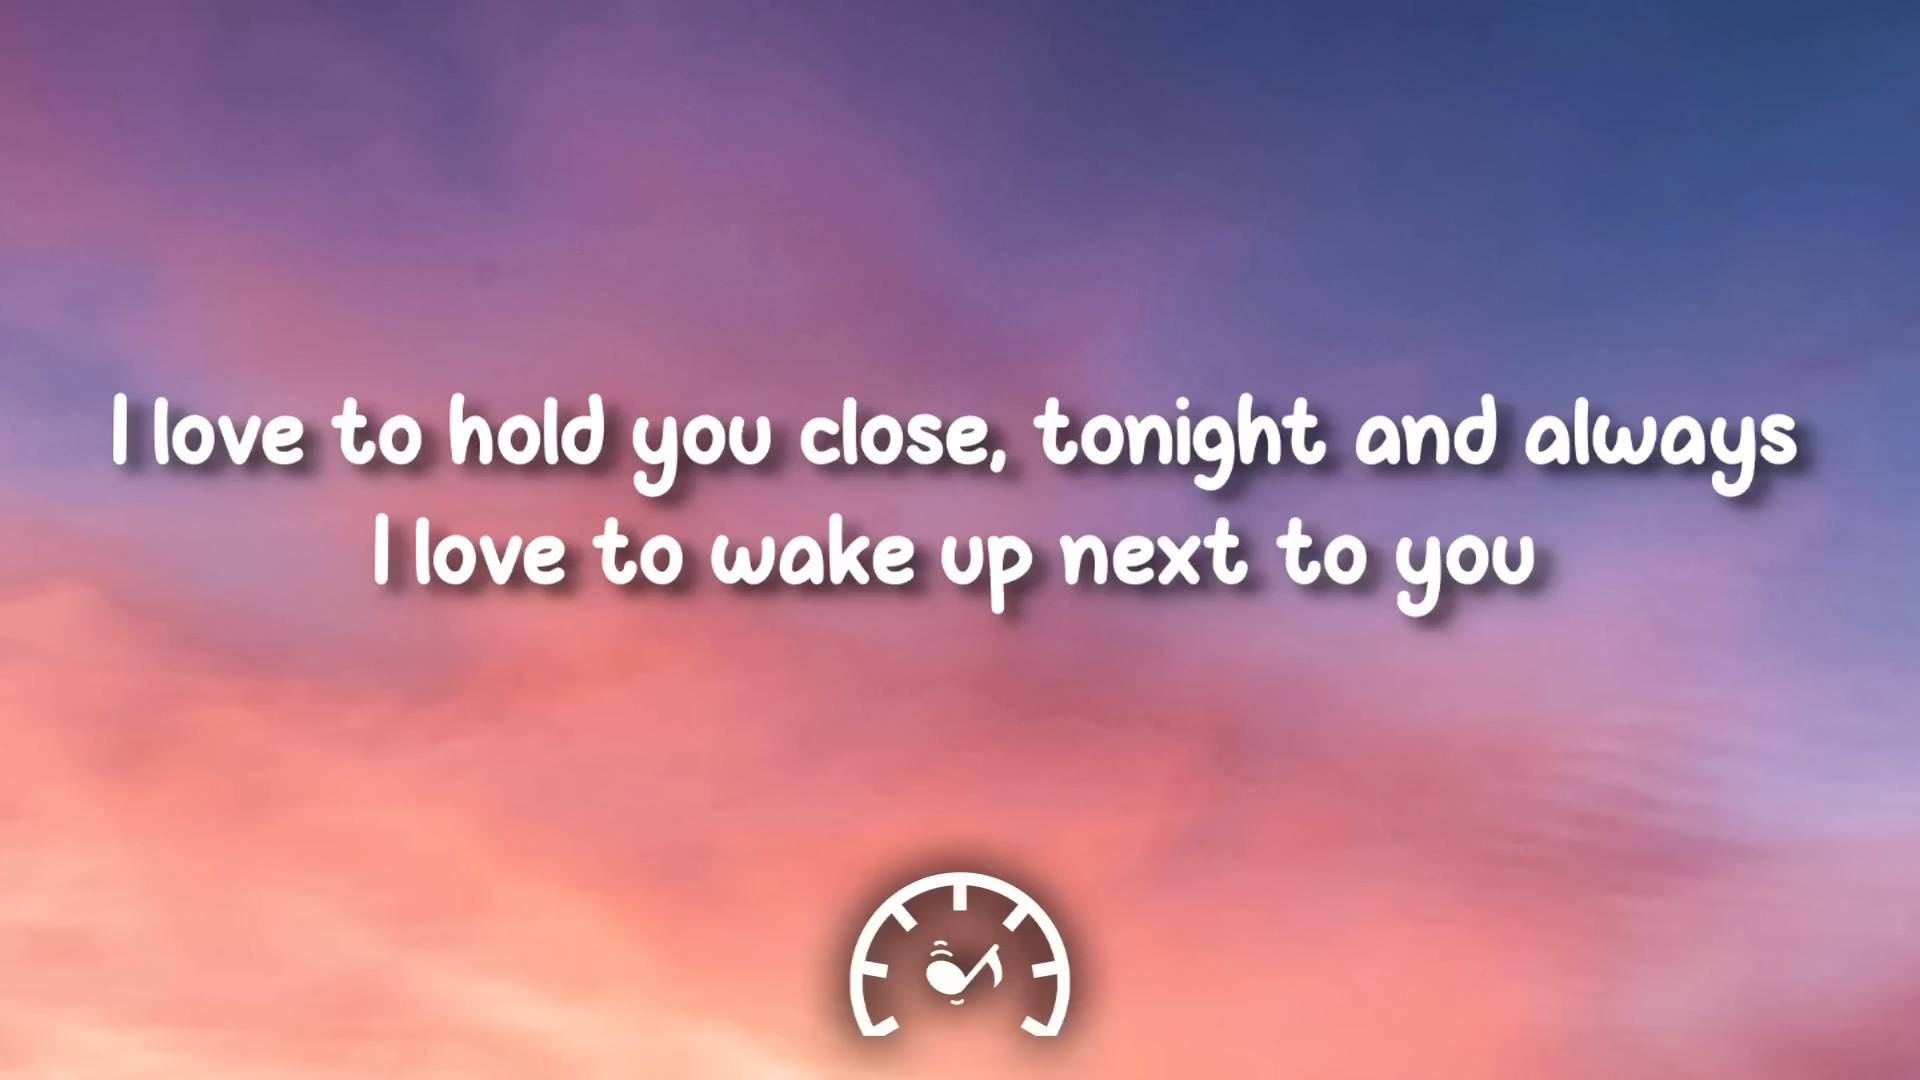 I love to hold you close, tonight and always
I love to wake up next to you